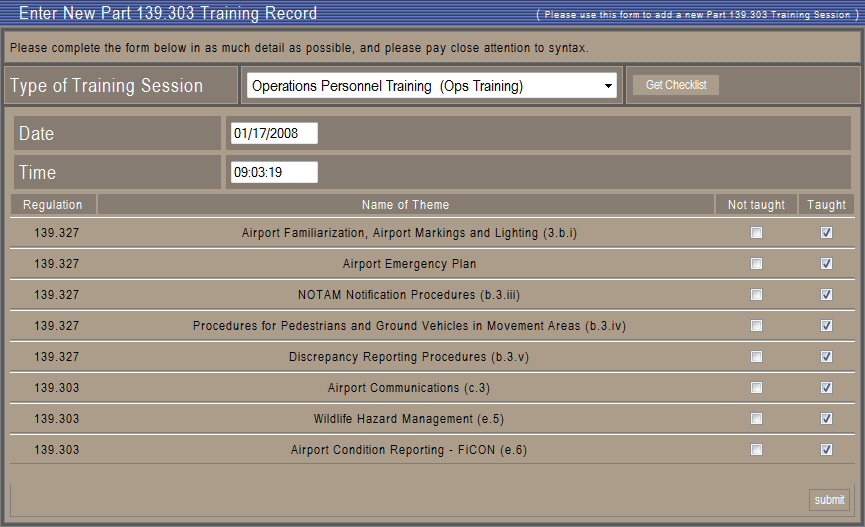 Enter New Part 139.303 Training Record ( Please use this form to add a new Part 139.303 Training Session )
Please complete the form below in as much detail as possible, and please pay close attention to syntax.
Type of Training Session Operations Personnel Training (Ops Training) Get Checklist
Date 01/17/2008
Time 09:03:19
Regulation Name of Theme Not taught Taught
139.327 Airport Familiarization, Airport Markings and Lighting (3.b.i)
139.327 Airport Emergency Plan
139.327 NOTAM Notification Procedures (b.3.iii)
139.327 Procedures for Pedestrians and Ground Vehicles in Movement Areas (b.3.iv)
139.327 Discrepancy Reporting Procedures (b.3.v)
139.303 Airport Communications (c.3)
139.303 Wildlife Hazard Management (e.5)
139.303 Airport Condition Reporting - FiCON (e.6)
submit